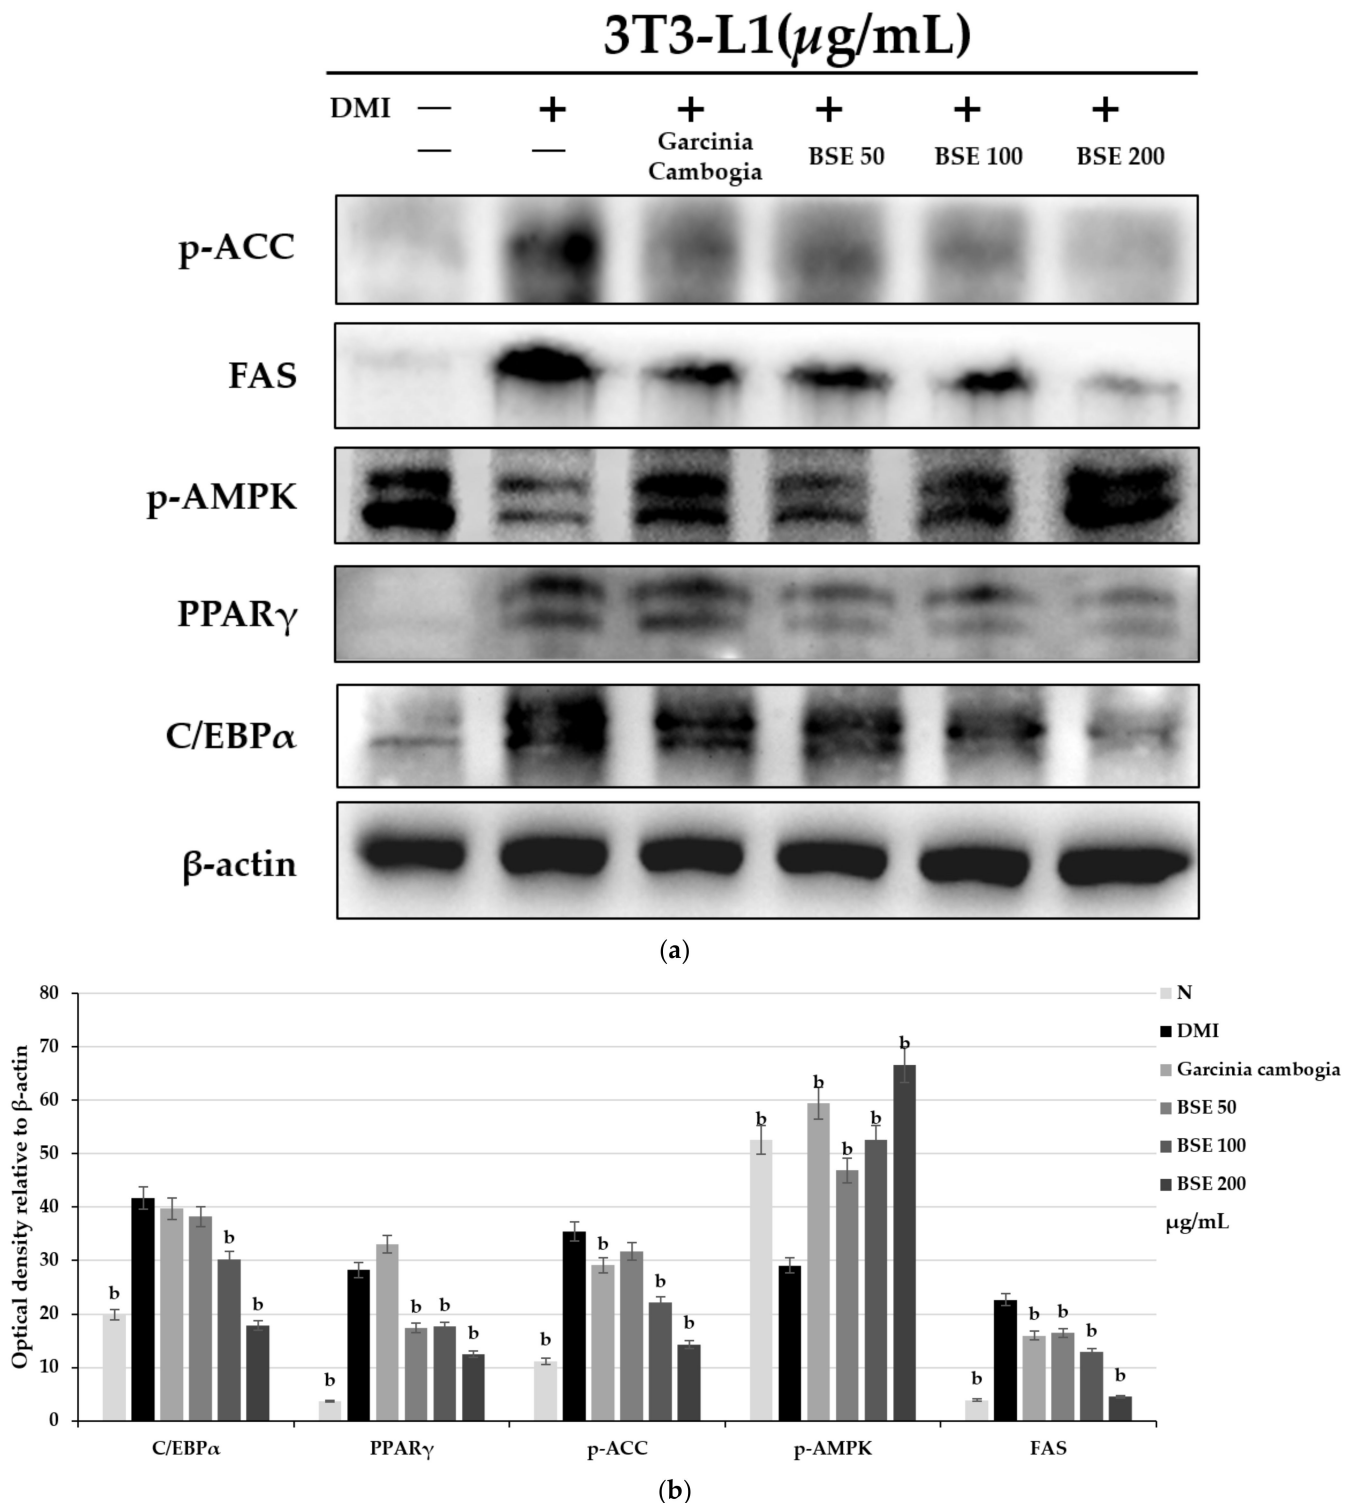 3T3-L1(µg/mL)
DMI — + + + + +
— — Garcinia Cambogia BSE 50 BSE 100 BSE 200
p-ACC
FAS
p-AMPK
PPARγ
C/EBPα
β-actin
(a)
Optical density relative to β-actin
80
70
60
50
40
30
20
10
0
b b b
b b b b
b b b b
b b b b b
b b b b b
C/EBPα PPARγ p-ACC p-AMPK FAS
N
DMI
Garcinia cambogia
BSE 50
BSE 100
BSE 200
µg/mL
(b)